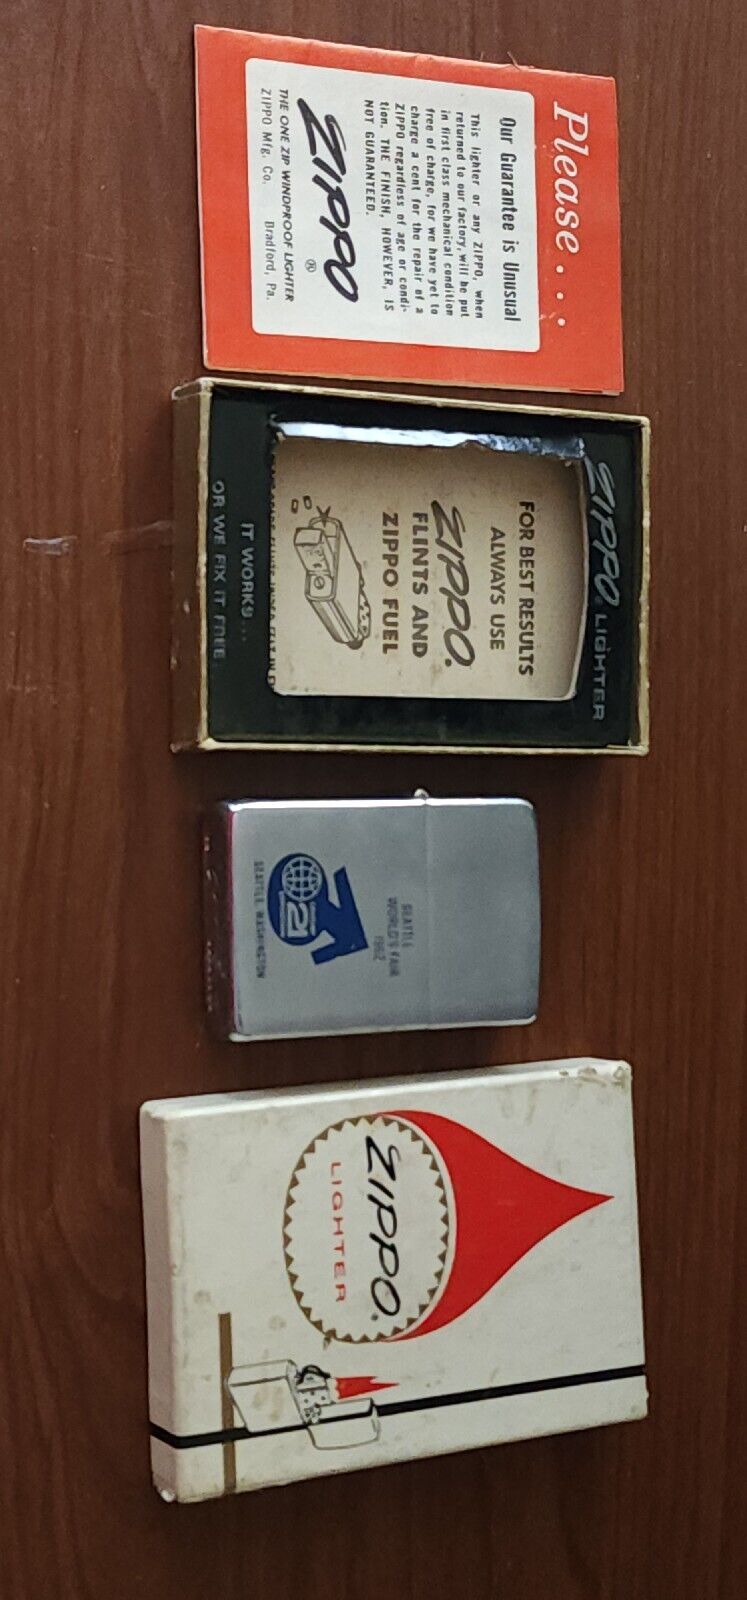 Please...
Our Guarantee is Unusual
This lighter or any ZIPPO, when
returned to our factory, will be put
in first class mechanical condition
free of charge, for we have yet to
charge a cent for the repair of a
ZIPPO regardless of age or condi-
tion. THE FINISH, HOWEVER, IS
NOT GUARANTEED.
ZIPPO®
THE ONE ZIP WINDPROOF LIGHTER
ZIPPO Mfg. Co. Bradford, Pa.
ZIPPO® LIGHTER
FOR BEST RESULTS
ALWAYS USE
ZIPPO®
FLINTS AND
ZIPPO FUEL
IT WORKS...
OR WE FIX IT FREE
SEATTLE
WORLD'S FAIR
1962
21
SEATTLE, WASHINGTON
ZIPPO®
LIGHTER